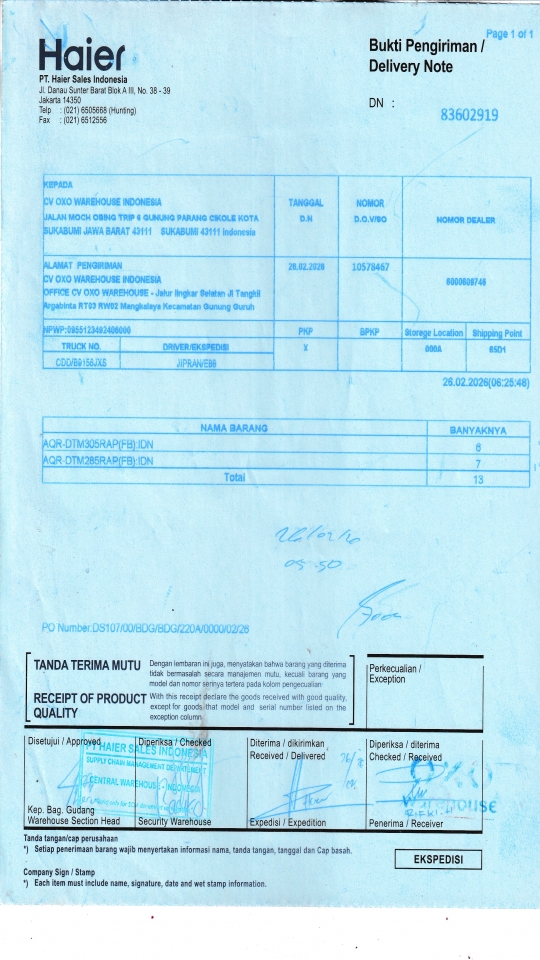 Page 1 of 1
Haier
Bukti Pengiriman /
Delivery Note
PT. Haier Sales Indonesia
Jl. Danau Sunter Barat Blok A III, No. 38 - 39
Jakarta 14350
Telp : (021) 6505668 (Hunting)
Fax : (021) 6512556
DN :
83602919
KEPADA
CV OXO WAREHOUSE INDONESIA
JALAN MOCH OBING TRIP 6 GUNUNG PARANG CIKOLE KOTA
SUKABUMI JAWA BARAT 43111 SUKABUMI 43111 Indonesia
TANGGAL
D.N
NOMOR
D.O.V/SO
NOMOR DEALER
ALAMAT PENGIRIMAN
CV OXO WAREHOUSE INDONESIA
OFFICE CV OXO WAREHOUSE - Jalur lingkar Selatan Jl Tangkil
Argabinta RT03 RW02 Mangkalaya Kecamatan Gunung Guruh
26.02.2026
10578467
NPWP:
PKP
BPKP
Storage Location
Shipping Point
TRUCK NO.
DRIVER/EKSPEDISI
X
000A
65D1
CDD/B9156JXS
JIPRAN/E88
26.02.2026(06:25:46)
NAMA BARANG
BANYAKNYA
AQR-DTM305RAP(FB):IDN
6
AQR-DTM285RAP(FB):IDN
7
Total
13
PO Number:DS107/00/BDG/BDG/220A/0000/02/26
TANDA TERIMA MUTU
RECEIPT OF PRODUCT
QUALITY
Dengan lembaran ini juga, menyatakan bahwa barang yang diterima
tidak bermasalah secara manajemen mutu, kecuali barang yang
model dan nomor serinya tertera pada kolom pengecualian
With this receipt declare the goods received with good quality,
except for goods that model and serial number listed on the
exception column
Perkecualian /
Exception
Disetujui / Approved
Diperiksa / Checked
Diterima / dikirimkan
Received / Delivered
Diperiksa / diterima
Checked / Received
PT HAIER SALES INDONESIA
SUPPLY CHAIN MANAGEMENT DEPARTEMENT
CENTRAL WAREHOUSE - INDONESIA
OXO
warehouse
RIFKI
Kep. Bag. Gudang
Warehouse Section Head
Security Warehouse
Expedisi / Expedition
Penerima / Receiver
Tanda tangan/cap perusahaan
*) Setiap penerimaan barang wajib menyertakan informasi nama, tanda tangan, tanggal dan Cap basah.
EKSPEDISI
Company Sign / Stamp
*) Each item must include name, signature, date and wet stamp information.